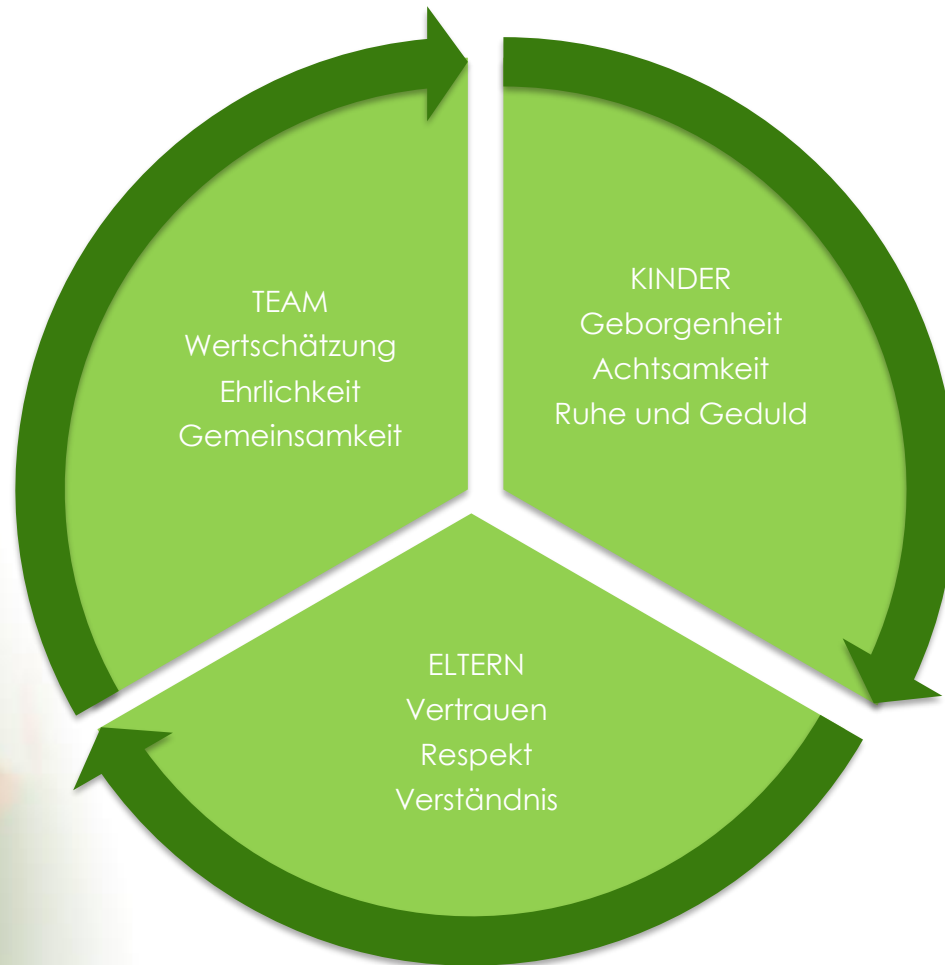 TEAM
Wertschätzung
Ehrlichkeit
Gemeinsamkeit
KINDER
Geborgenheit
Achtsamkeit
Ruhe und Geduld
ELTERN
Vertrauen
Respekt
Verständnis